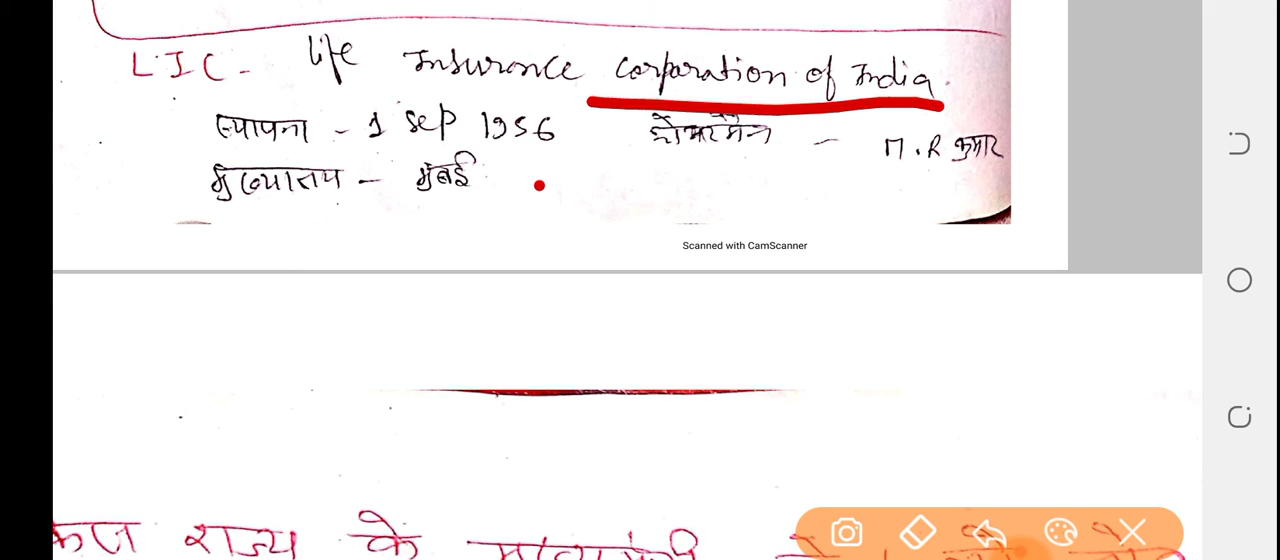 LIC - life Insurance Corporation of India
स्थापना - 1 Sep 1956 चेयरमैन - M.R कुमार
मुख्यालय - मुंबई
Scanned with CamScanner
राज्य के